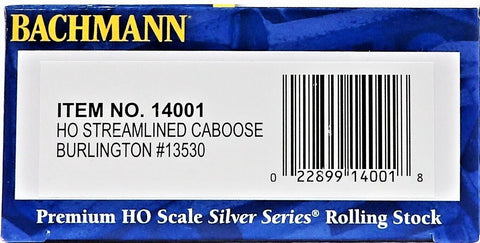 BACHMANN
ITEM NO. 14001
HO STREAMLINED CABOOSE
BURLINGTON #13530
0 22899 14001 8
Premium HO Scale Silver Series® Rolling Stock